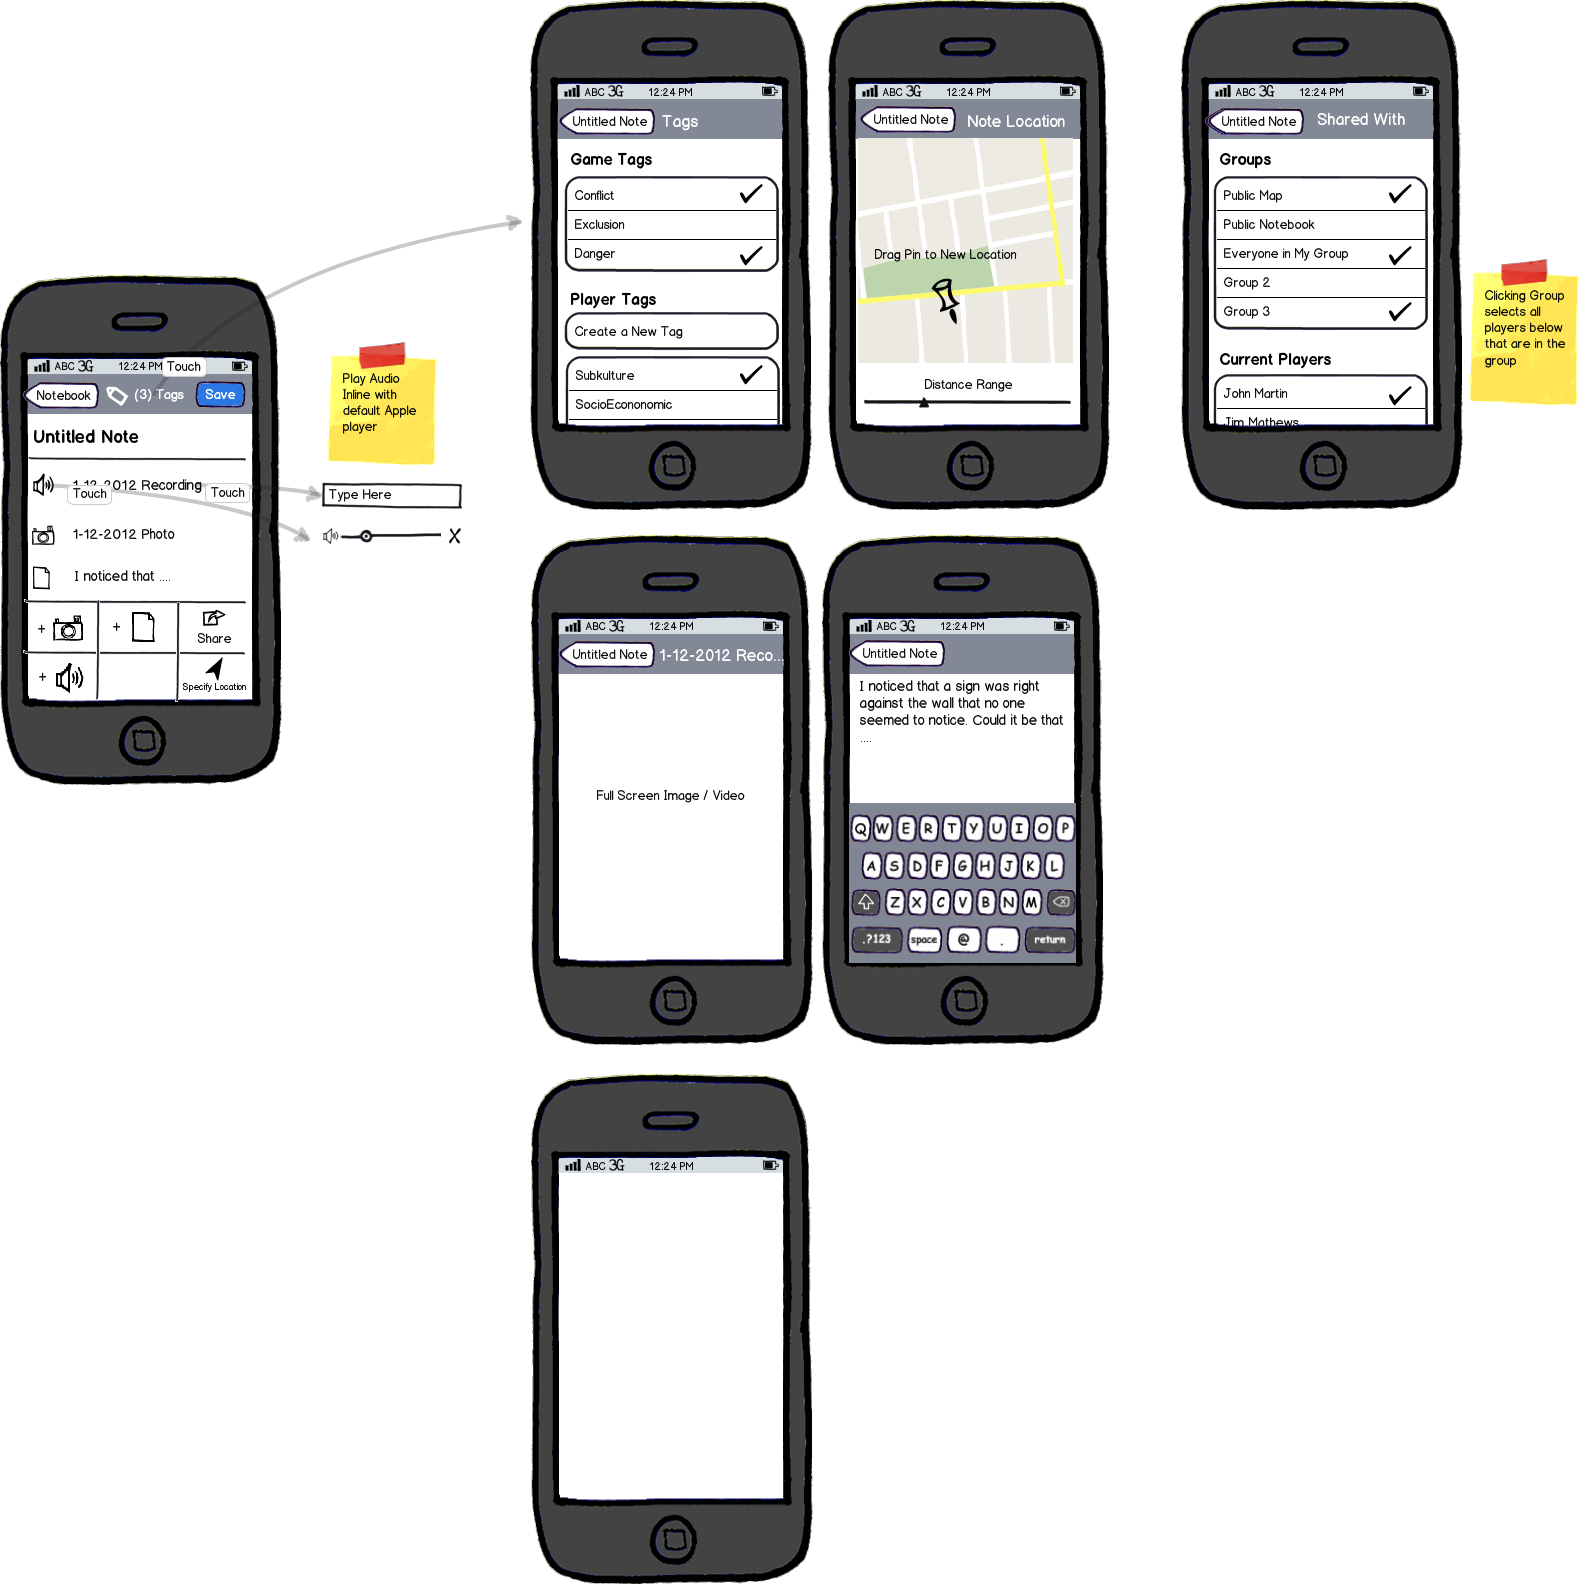 ABC 3G 12:24 PM
Touch
Notebook
(3) Tags
Save
Untitled Note
1-12-2012 Recording
Touch
Touch
1-12-2012 Photo
I noticed that ....
+
+
Share
+
Specify Location
Play Audio
Inline with
default Apple
player
Type Here
X
ABC 3G 12:24 PM
Untitled Note
Tags
Game Tags
Conflict
Exclusion
Danger
Player Tags
Create a New Tag
Subkulture
SocioEcononomic
ABC 3G 12:24 PM
Untitled Note
Note Location
Drag Pin to New Location
Distance Range
ABC 3G 12:24 PM
Untitled Note
Shared With
Groups
Public Map
Public Notebook
Everyone in My Group
Group 2
Group 3
Current Players
John Martin
Jim Mathews
Clicking Group
selects all
players below
that are in the
group
ABC 3G 12:24 PM
Untitled Note
1-12-2012 Reco...
Full Screen Image / Video
ABC 3G 12:24 PM
Untitled Note
I noticed that a sign was right
against the wall that no one
seemed to notice. Could it be that
....
Q W E R T Y U I O P
A S D F G H J K L
Z X C V B N M
.?123 space @ . return
ABC 3G 12:24 PM